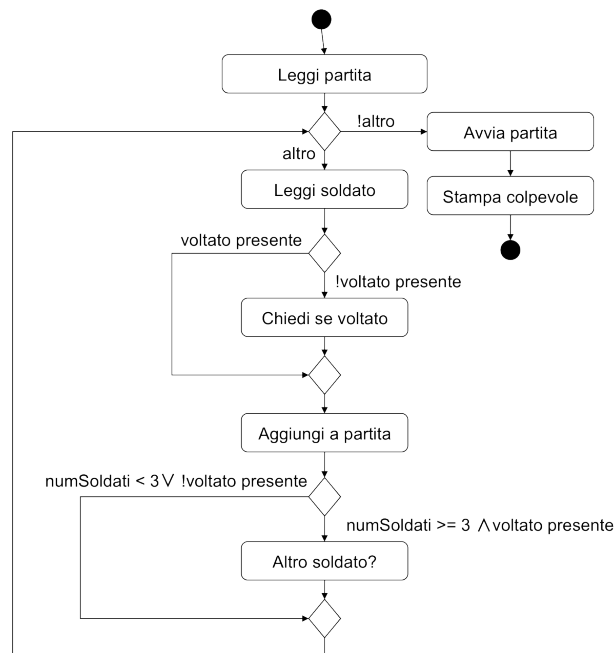 Leggi partita
!altro
Avvia partita
altro
Leggi soldato
Stampa colpevole
voltato presente
!voltato presente
Chiedi se voltato
Aggiungi a partita
numSoldati < 3 ∨ !voltato presente
numSoldati >= 3 ∧ voltato presente
Altro soldato?